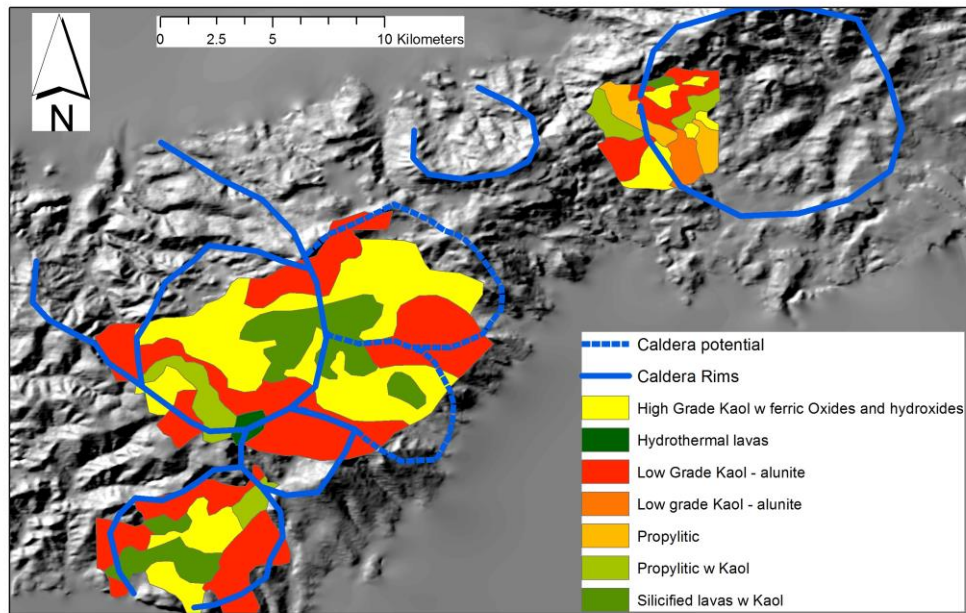 0 2.5 5 10 Kilometers
N
Caldera potential
Caldera Rims
High Grade Kaol w ferric Oxides and hydroxides
Hydrothermal lavas
Low Grade Kaol - alunite
Low grade Kaol - alunite
Propylitic
Propylitic w Kaol
Silicified lavas w Kaol